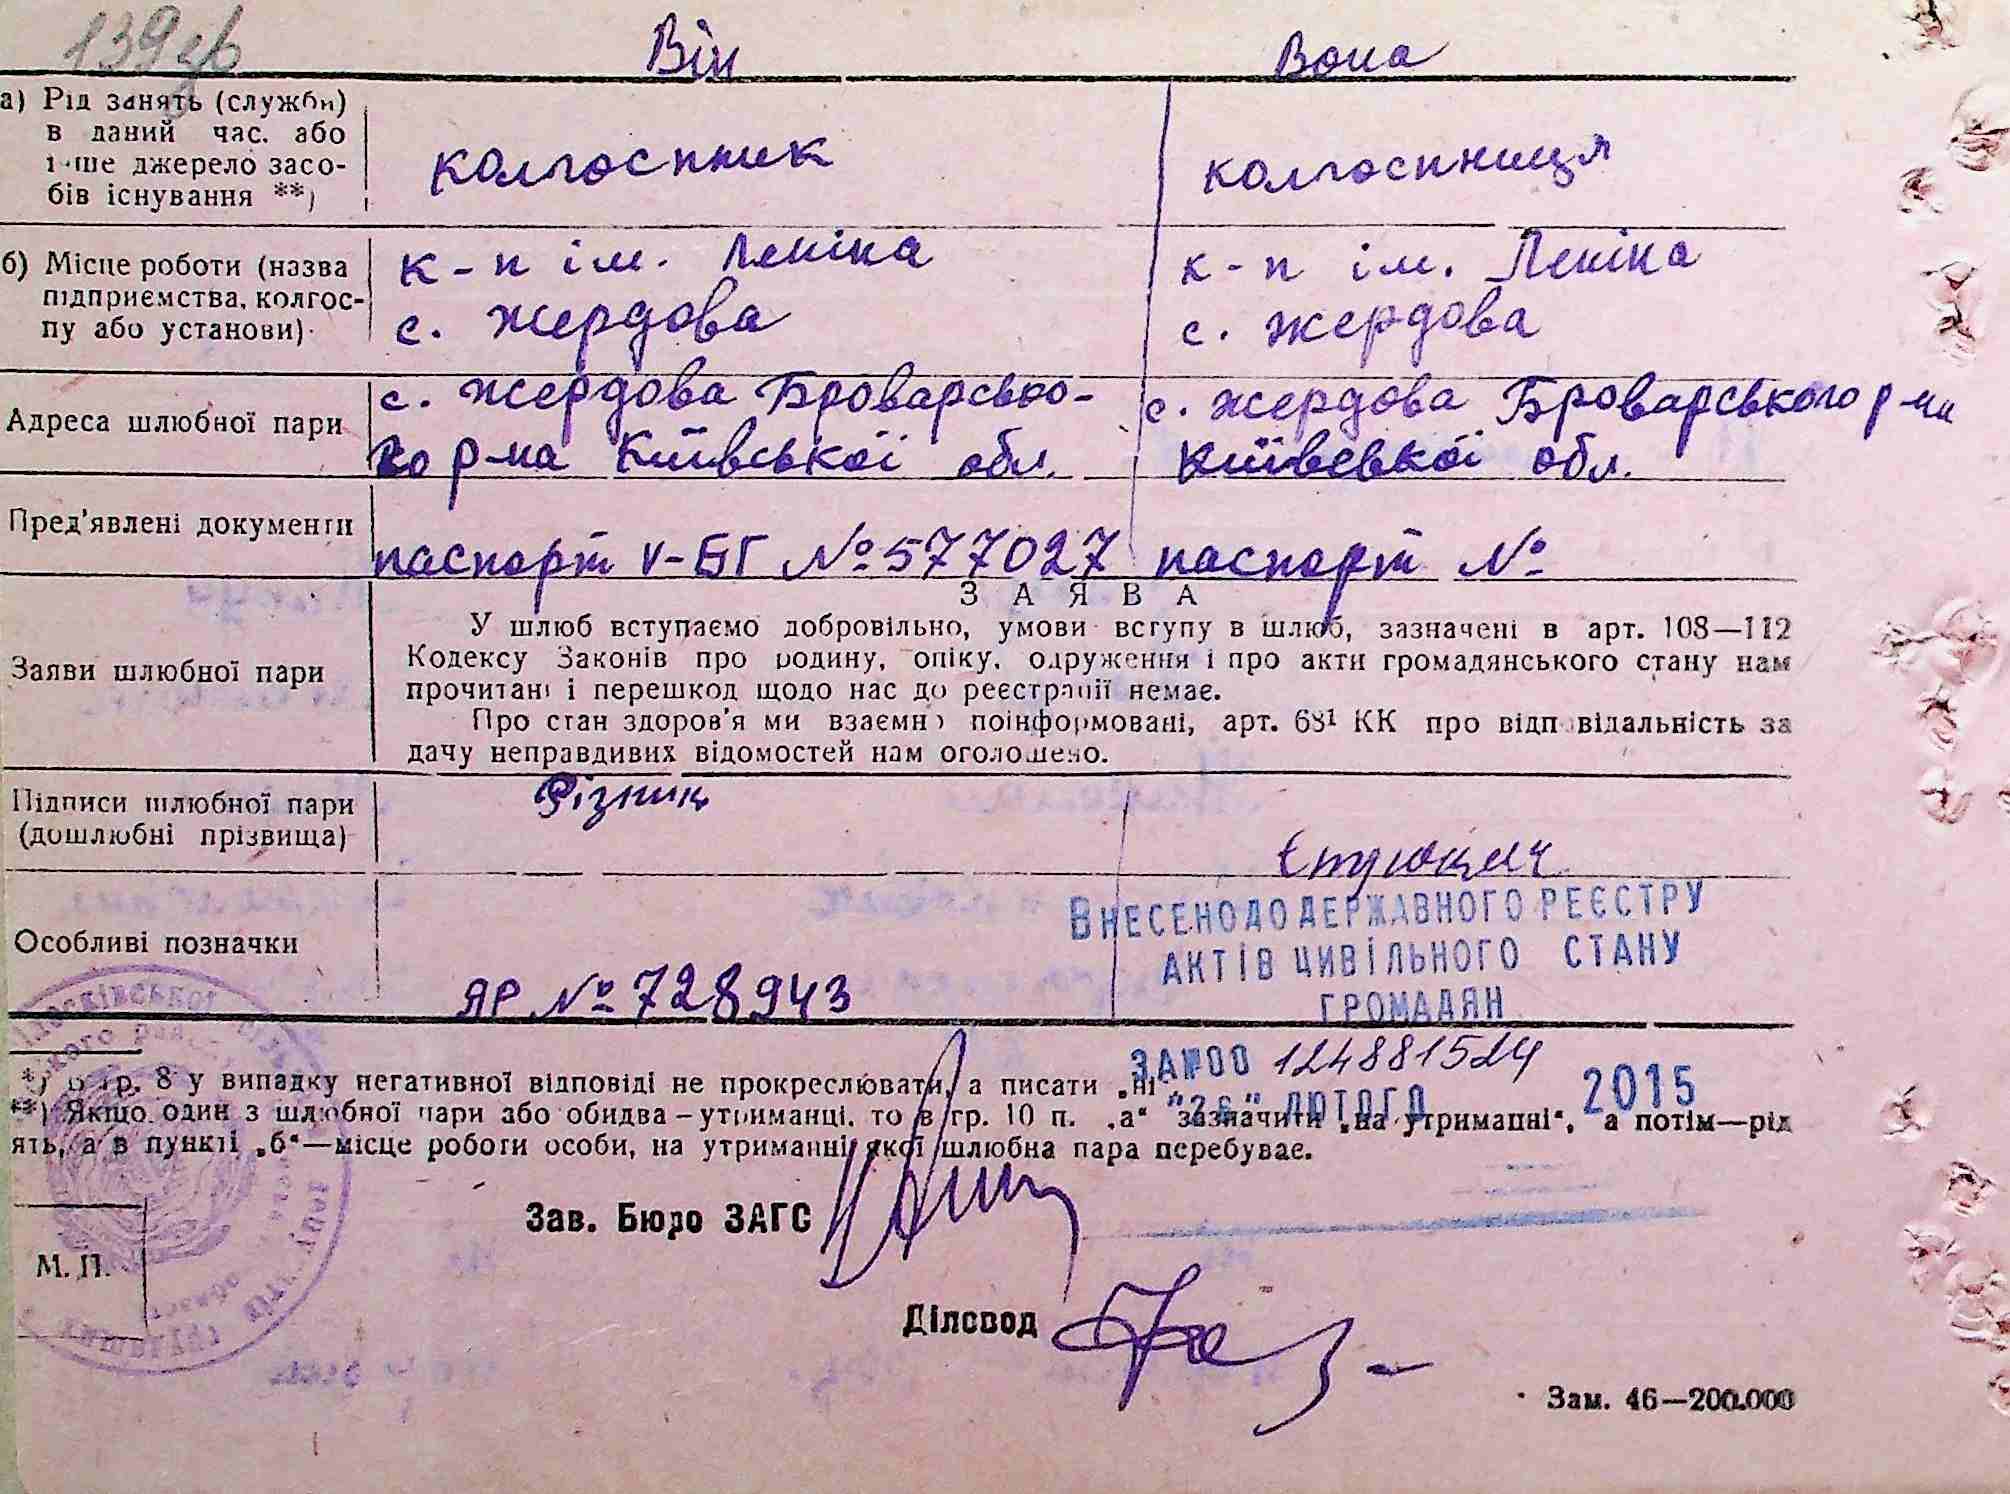 139зв
Він Вона
а) Рід занять (служби) в даний час. або інше джерело засобів існування **)
колгоспник колгоспниця
б) Місце роботи (назва підприємства, колгоспу або установи)
к-п ім. Леніна к-п ім. Леніна
с. Жердова с. Жердова
Адреса шлюбної пари
с. Жердова Броварсько- с. Жердова Броварського р-на
го р-на Київської обл. Київської обл.
Пред'явлені документи
паспорт V-БГ №577027 паспорт №
ЗАЯВА
Заяви шлюбної пари
У шлюб вступаємо добровільно, умови вступу в шлюб, зазначені в арт. 108—112
Кодексу Законів про родину, опіку, одруження і про акти громадянського стану нам
прочитані і перешкод щодо нас до реєстрації немає.
Про стан здоров'я ми взаємно поінформовані, арт. 68¹ КК про відповідальність за
дачу неправдивих відомостей нам оголошено.
Підписи шлюбної пари
(дошлюбні прізвища)
Різник
Особливі позначки
ВНЕСЕНО ДО ДЕРЖАВНОГО РЕЄСТРУ
АКТІВ ЦИВІЛЬНОГО СТАНУ
ГРОМАДЯН
ЯР №728943
ЗА №00 124881524
"26" ЛЮТОГО 2015
*) В гр. 8 у випадку негативної відповіді не прокреслювати, а писати „ні“
**) Якщо один з шлюбної пари або обидва – утриманці, то в гр. 10 п. „а“ зазначити „на утриманні“, а потім—рід
ять, а в пункті „б“—місце роботи особи, на утриманні якої шлюбна пара перебуває.
Зав. Бюро ЗАГС
М. П.
Діловод
Зам. 46—200.000